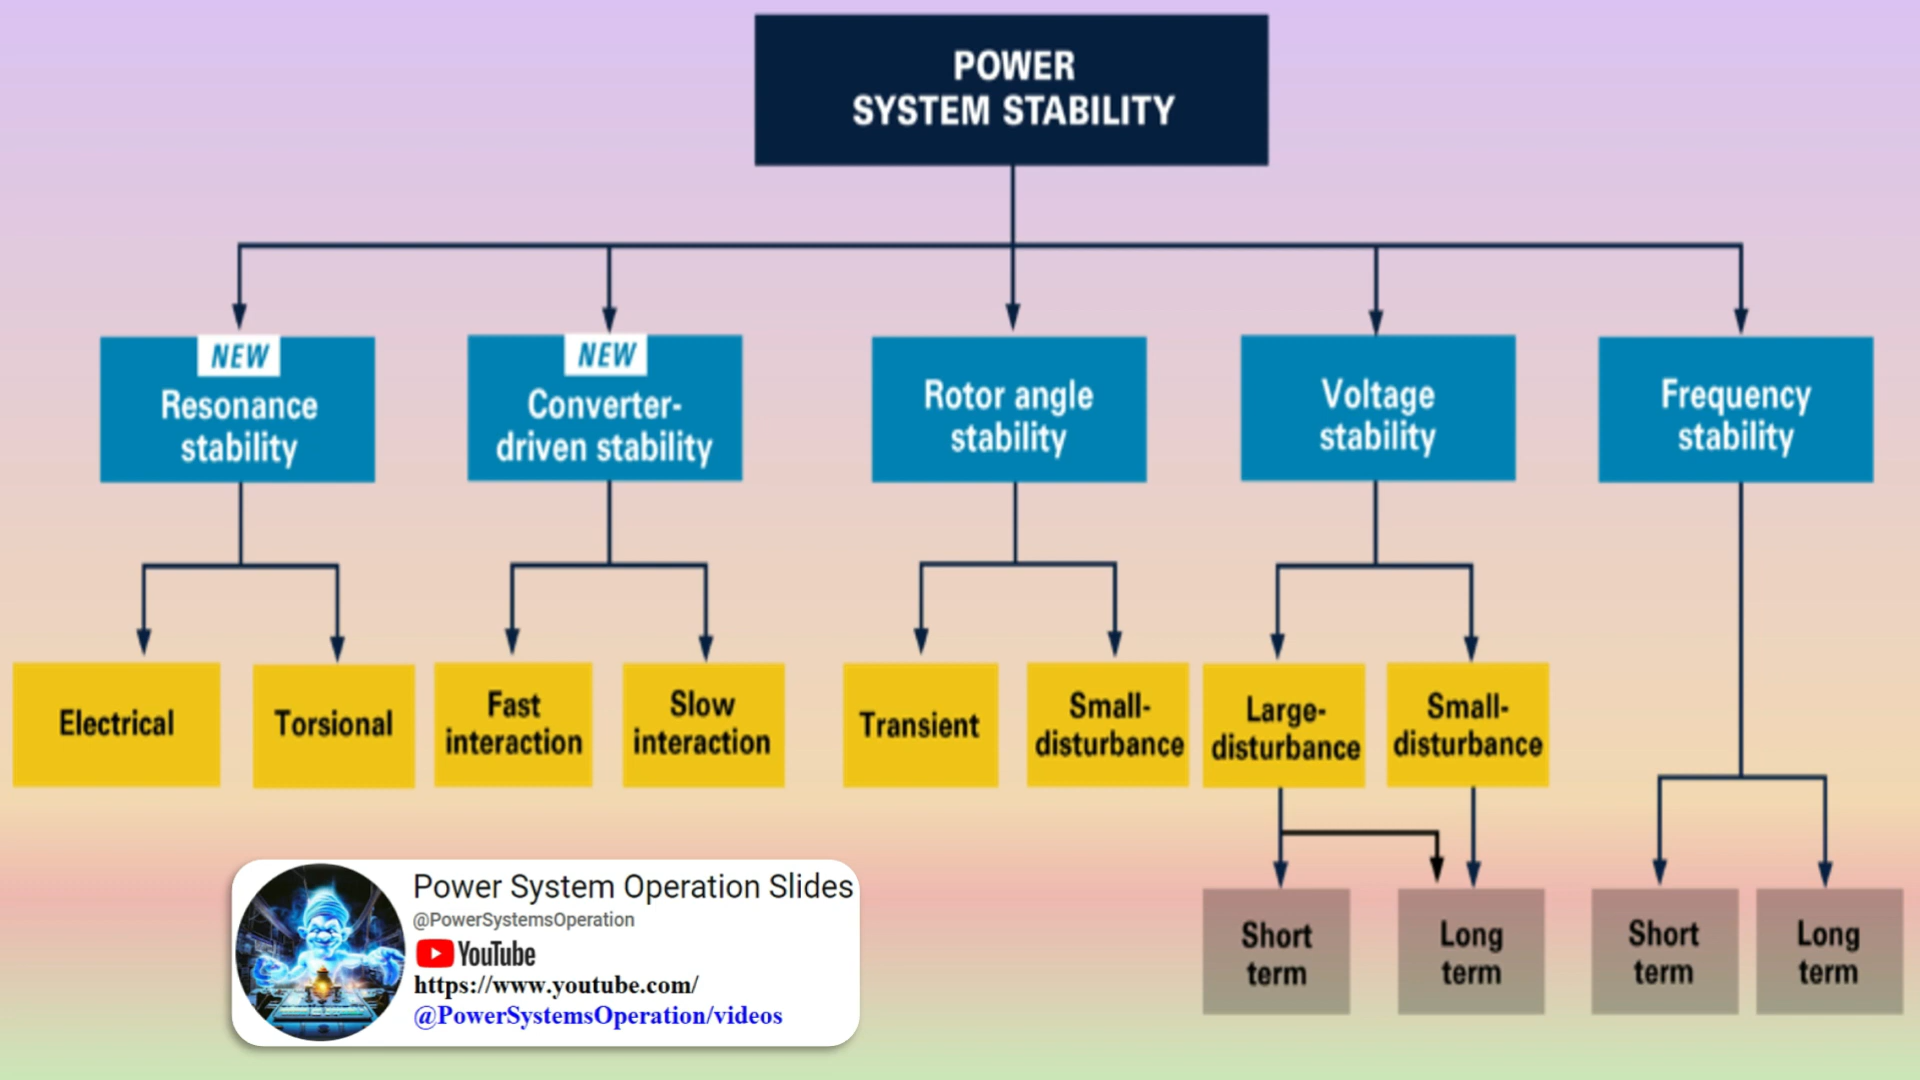 POWER
SYSTEM STABILITY
NEW
Resonance
stability
NEW
Converter-
driven stability
Rotor angle
stability
Voltage
stability
Frequency
stability
Electrical
Torsional
Fast
interaction
Slow
interaction
Transient
Small-
disturbance
Large-
disturbance
Small-
disturbance
Short
term
Long
term
Short
term
Long
term
Power System Operation Slides
@PowerSystemsOperation
YouTube
https://www.youtube.com/
@PowerSystemsOperation/videos